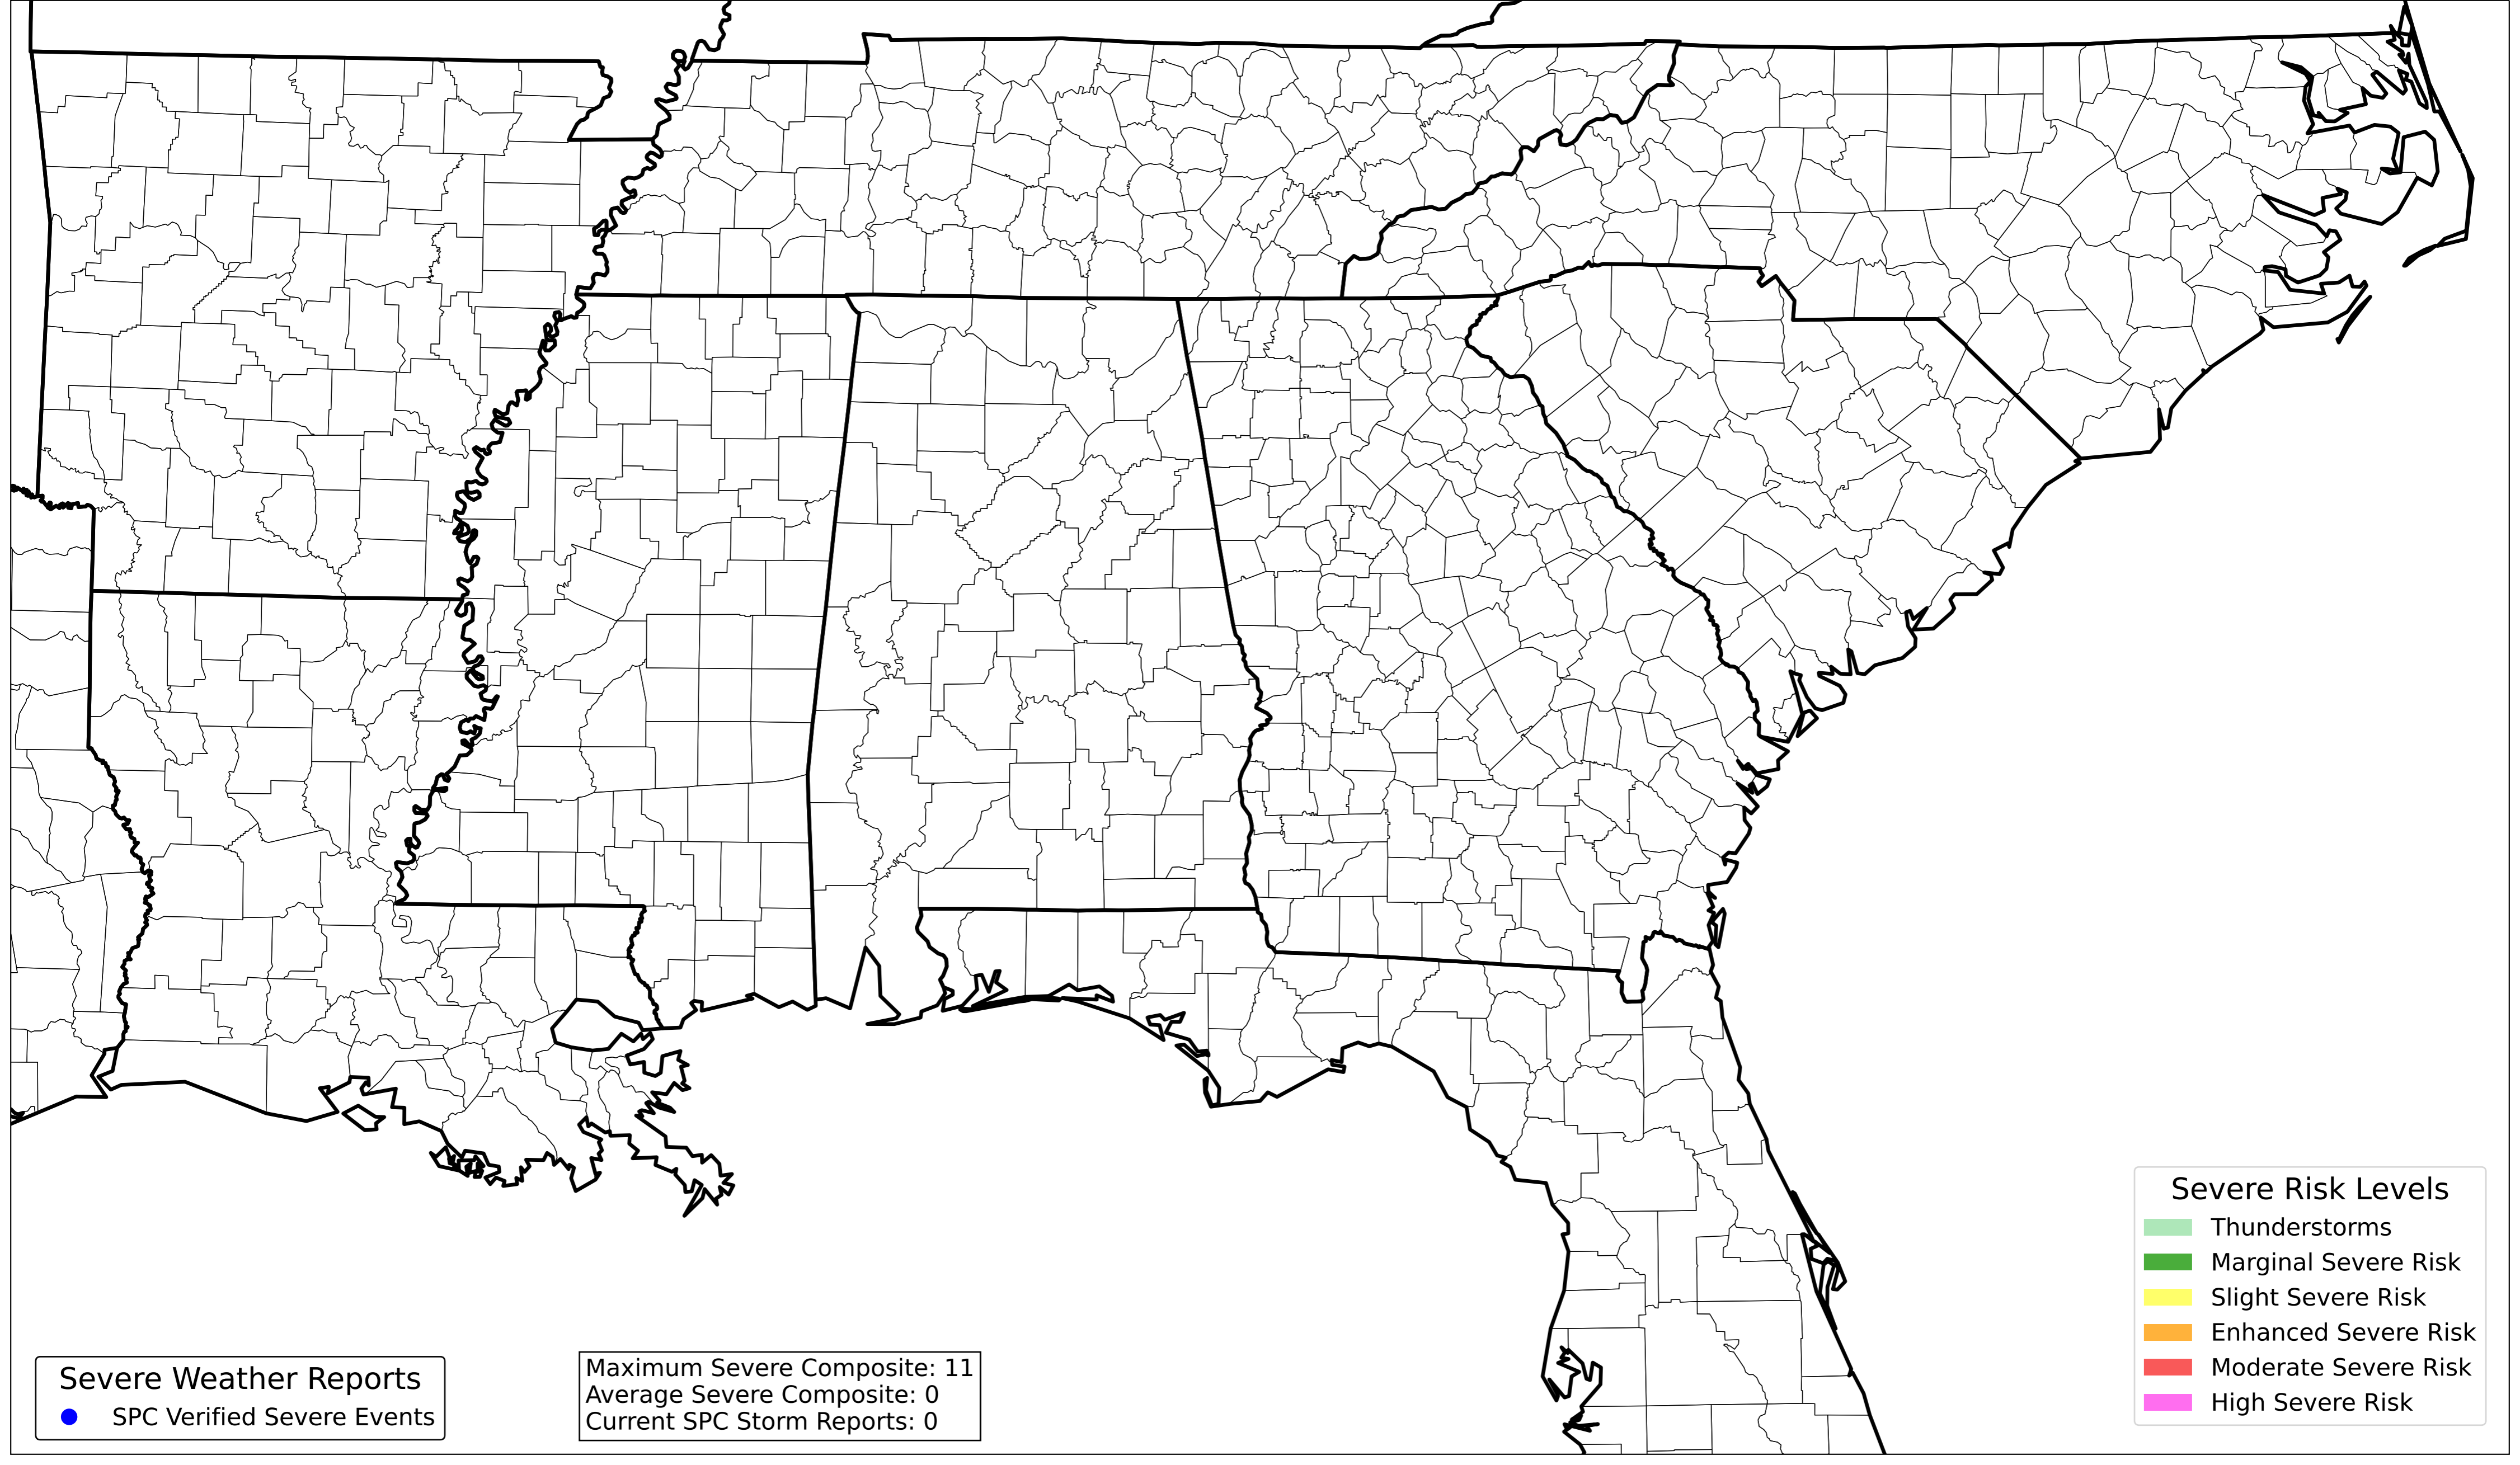 Severe Risk Levels
Thunderstorms
Marginal Severe Risk
Slight Severe Risk
Enhanced Severe Risk
Moderate Severe Risk
High Severe Risk
Severe Weather Reports
SPC Verified Severe Events
Maximum Severe Composite: 11
Average Severe Composite: 0
Current SPC Storm Reports: 0